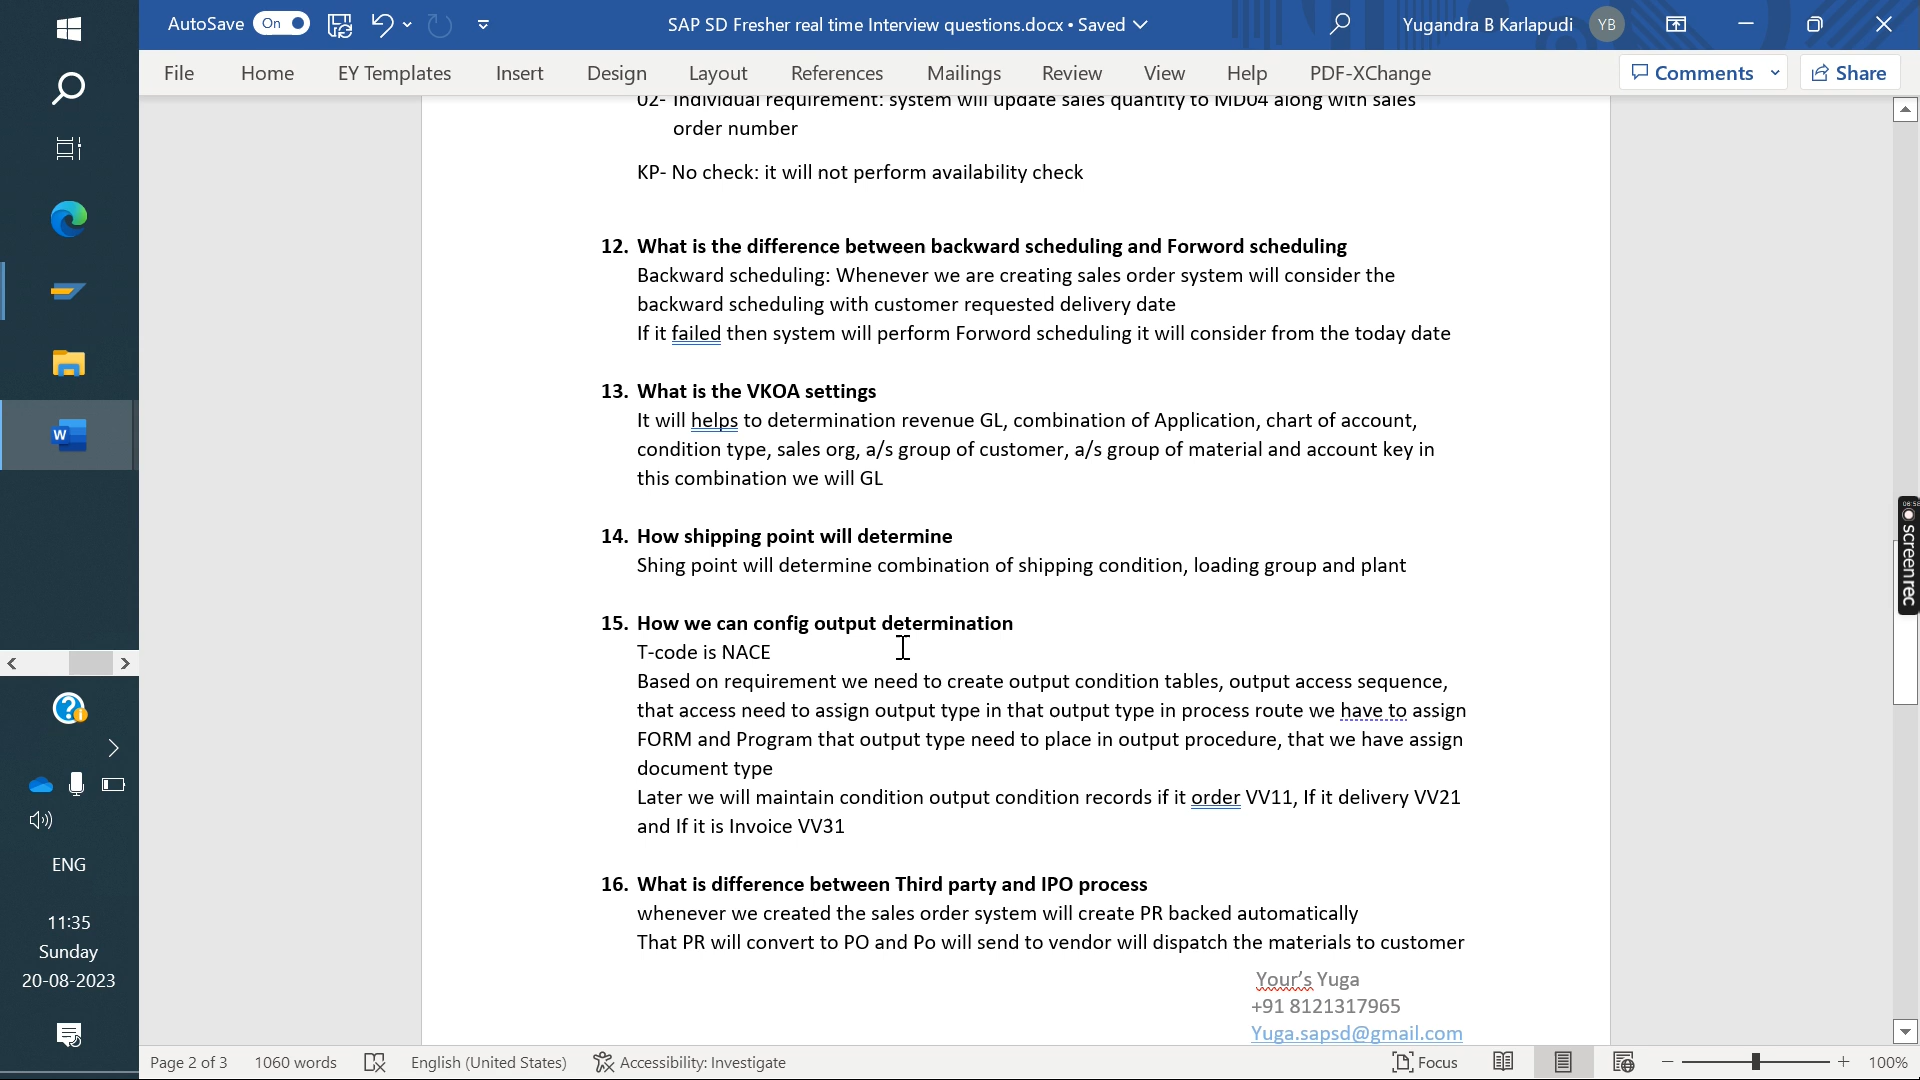 AutoSave On
SAP SD Fresher real time Interview questions.docx • Saved
Yugandra B Karlapudi YB
File Home EY Templates Insert Design Layout References Mailings Review View Help PDF-XChange
Comments Share
02- Individual requirement: system will update sales quantity to MD04 along with sales
order number
KP- No check: it will not perform availability check
12. What is the difference between backward scheduling and Forword scheduling
Backward scheduling: Whenever we are creating sales order system will consider the
backward scheduling with customer requested delivery date
If it failed then system will perform Forword scheduling it will consider from the today date
13. What is the VKOA settings
It will helps to determination revenue GL, combination of Application, chart of account,
condition type, sales org, a/s group of customer, a/s group of material and account key in
this combination we will GL
14. How shipping point will determine
Shing point will determine combination of shipping condition, loading group and plant
15. How we can config output determination
T-code is NACE
Based on requirement we need to create output condition tables, output access sequence,
that access need to assign output type in that output type in process route we have to assign
FORM and Program that output type need to place in output procedure, that we have assign
document type
Later we will maintain condition output condition records if it order VV11, If it delivery VV21
and If it is Invoice VV31
16. What is difference between Third party and IPO process
whenever we created the sales order system will create PR backed automatically
That PR will convert to PO and Po will send to vendor will dispatch the materials to customer
Your's Yuga
+91 8121317965
Yuga.sapsd@gmail.com
screenrec
W
ENG
11:35
Sunday
20-08-2023
Page 2 of 3 1060 words English (United States) Accessibility: Investigate
Focus 100%